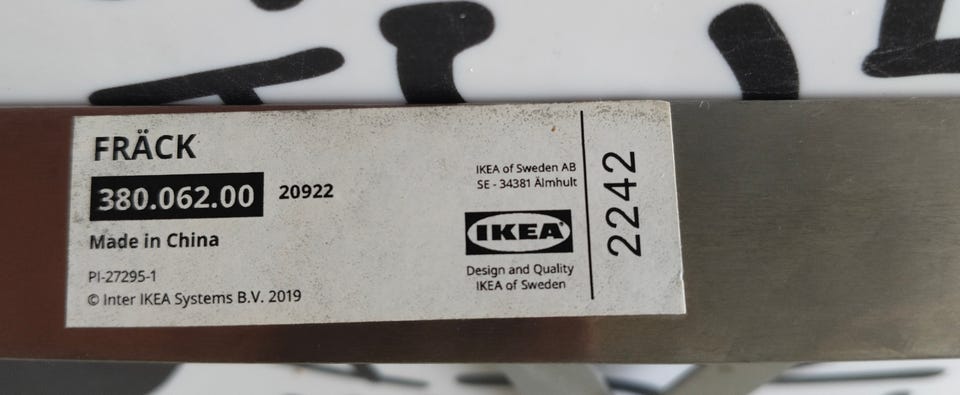 FRÄCK
380.062.00 20922
Made in China
PI-27295-1
© Inter IKEA Systems B.V. 2019
IKEA of Sweden AB
SE - 34381 Älmhult
IKEA
Design and Quality
IKEA of Sweden
2242